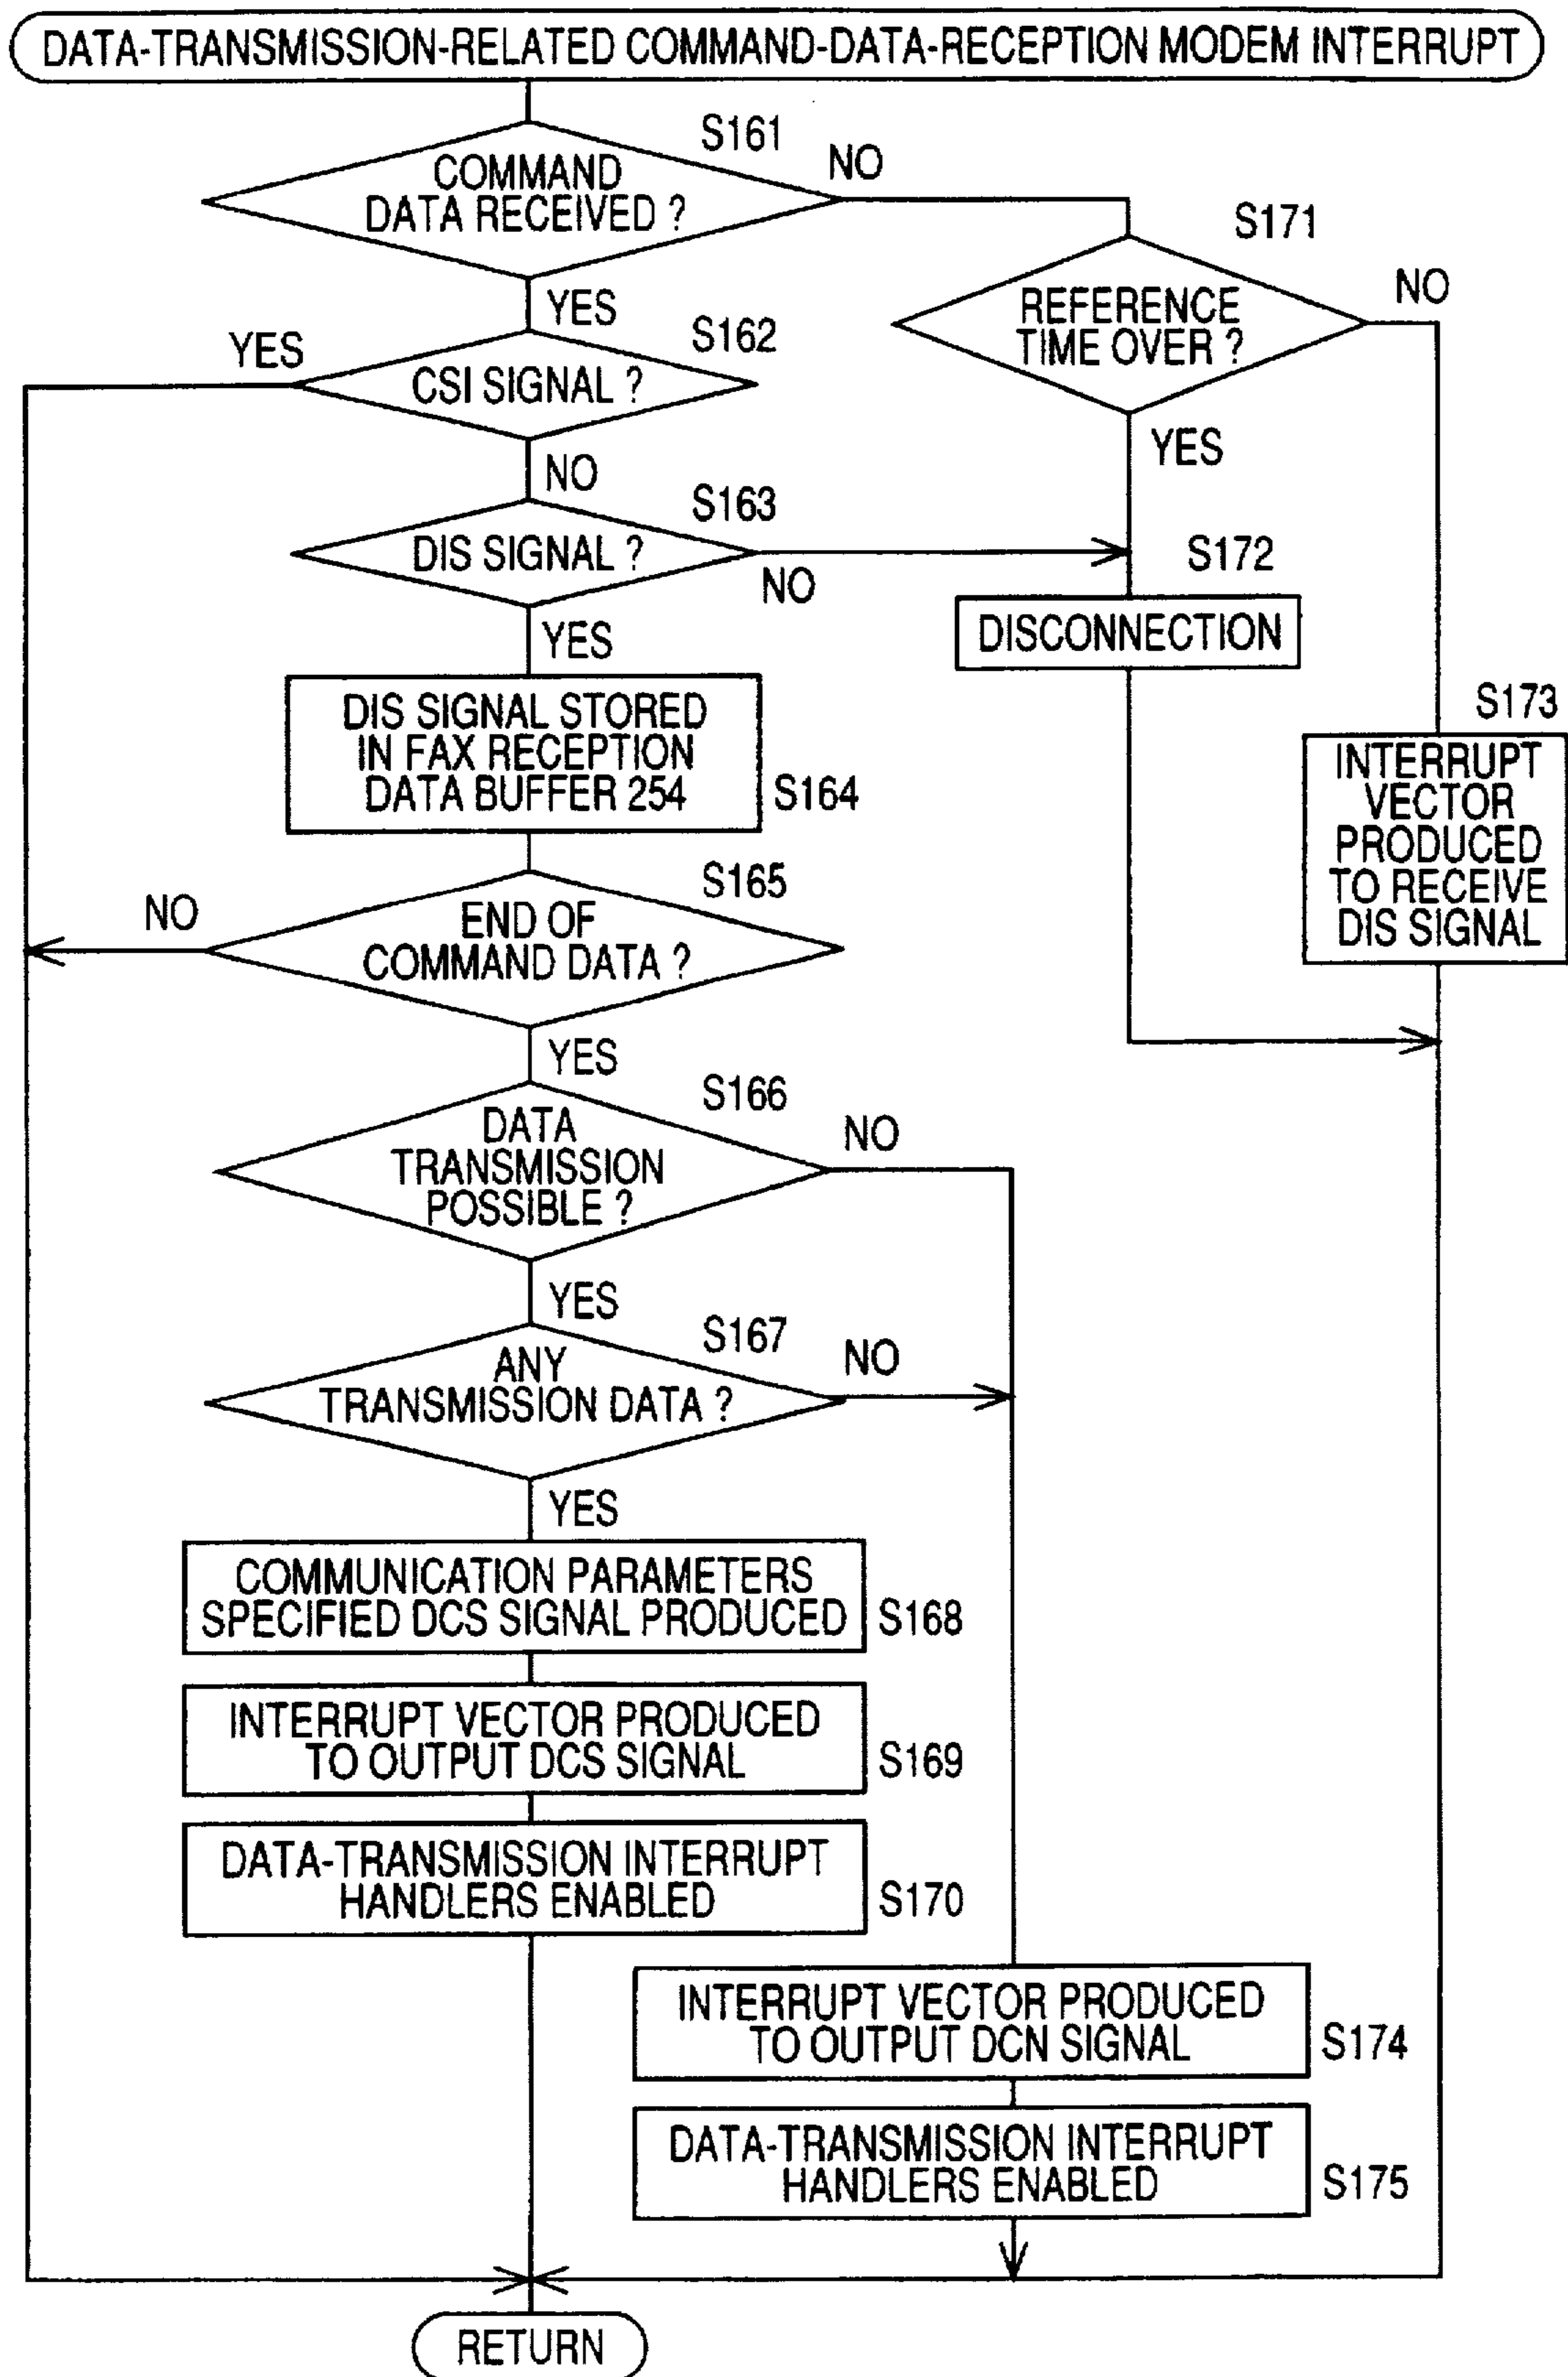 DATA-TRANSMISSION-RELATED COMMAND-DATA-RECEPTION MODEM INTERRUPT
S161
COMMAND
DATA RECEIVED ?
NO
YES
S171
REFERENCE
TIME OVER ?
NO
YES
S162
CSI SIGNAL ?
YES
NO
S163
DIS SIGNAL ?
NO
YES
S172
DISCONNECTION
S173
INTERRUPT
VECTOR
PRODUCED
TO RECEIVE
DIS SIGNAL
DIS SIGNAL STORED
IN FAX RECEPTION
DATA BUFFER 254
S164
S165
END OF
COMMAND DATA ?
NO
YES
S166
DATA
TRANSMISSION
POSSIBLE ?
NO
YES
S167
ANY
TRANSMISSION DATA ?
NO
YES
COMMUNICATION PARAMETERS
SPECIFIED DCS SIGNAL PRODUCED
S168
INTERRUPT VECTOR PRODUCED
TO OUTPUT DCS SIGNAL
S169
DATA-TRANSMISSION INTERRUPT
HANDLERS ENABLED
S170
INTERRUPT VECTOR PRODUCED
TO OUTPUT DCN SIGNAL
S174
DATA-TRANSMISSION INTERRUPT
HANDLERS ENABLED
S175
RETURN